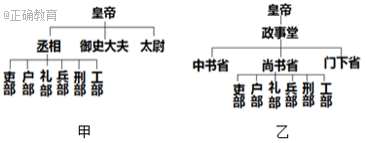 @正确教育
皇帝
丞相 御史大夫 太尉
吏部 户部 礼部 兵部 刑部 工部
甲
皇帝
政事堂
中书省 尚书省 门下省
吏部 户部 礼部 兵部 刑部 工部
乙